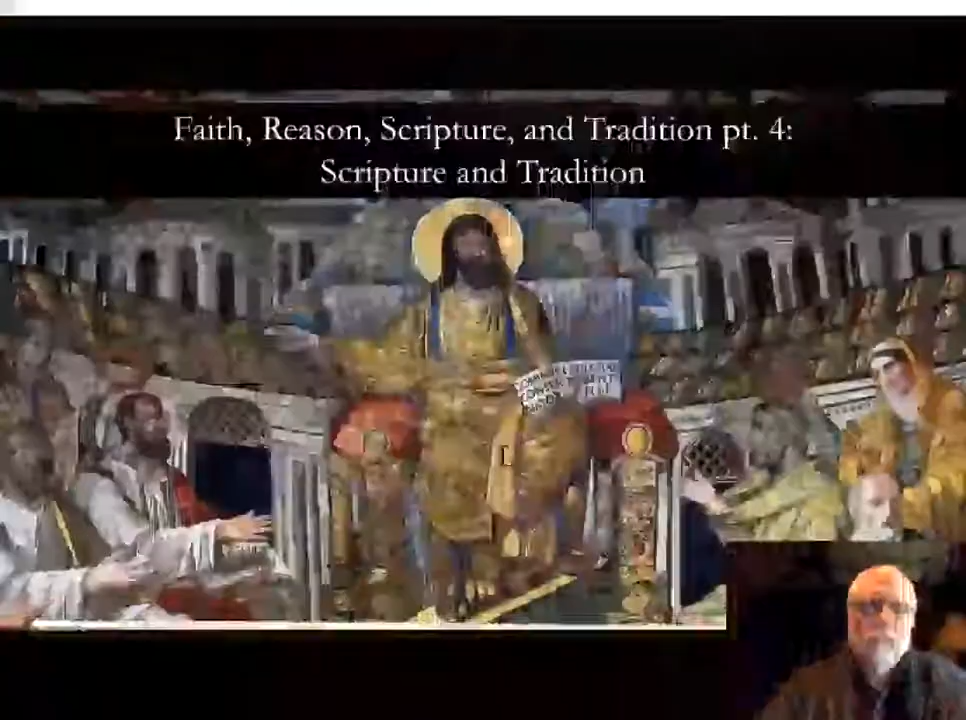 Faith, Reason, Scripture, and Tradition pt. 4:
Scripture and Tradition